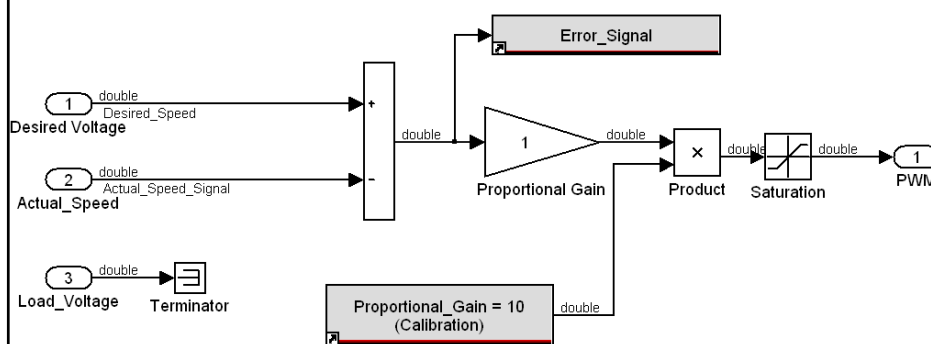 Error_Signal
1
double
Desired_Speed
Desired Voltage
+
double
1
double
×
double
double
1
PWM
2
double
Actual_Speed_Signal
Actual_Speed
−
Proportional Gain
Product
Saturation
3
double
Load_Voltage
Terminator
Proportional_Gain = 10
(Calibration)
double